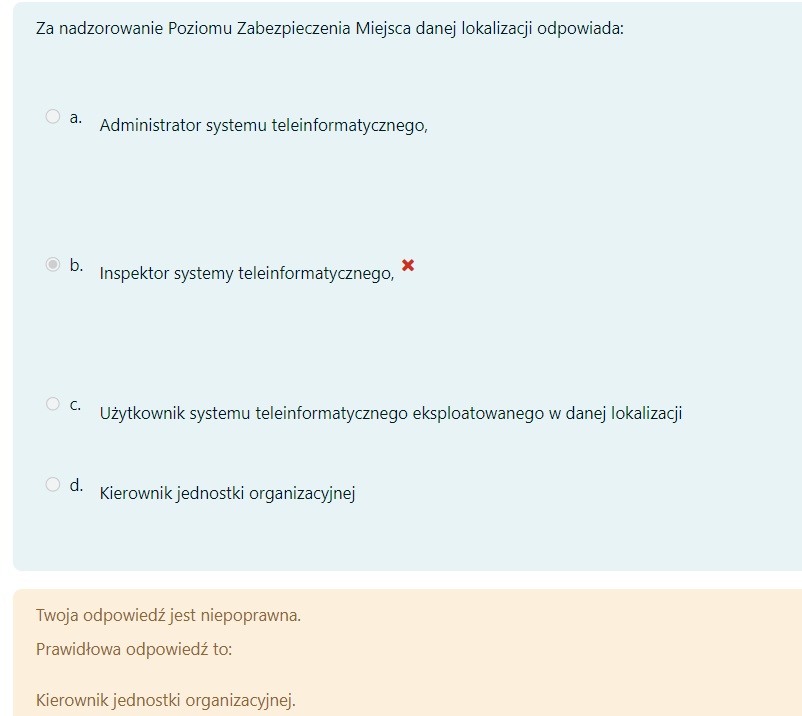 Za nadzorowanie Poziomu Zabezpieczenia Miejsca danej lokalizacji odpowiada:
a. Administrator systemu teleinformatycznego,
b. Inspektor systemy teleinformatycznego,
c. Użytkownik systemu teleinformatycznego eksploatowanego w danej lokalizacji
d. Kierownik jednostki organizacyjnej
Twoja odpowiedź jest niepoprawna.
Prawidłowa odpowiedź to:
Kierownik jednostki organizacyjnej.